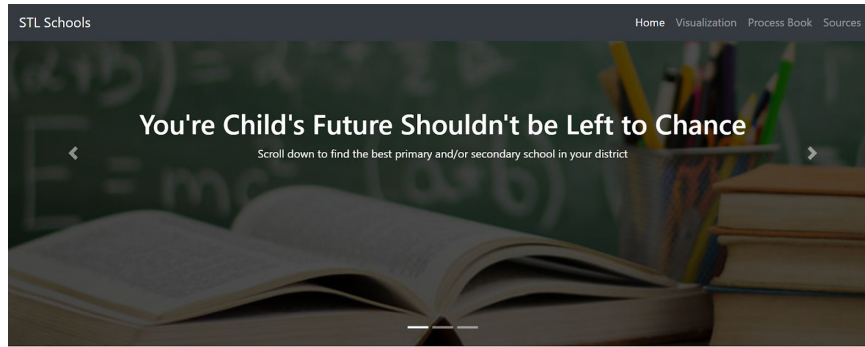 STL Schools
Home Visualization Process Book Sources
You're Child's Future Shouldn't be Left to Chance
Scroll down to find the best primary and/or secondary school in your district
E = mc² (a+b)